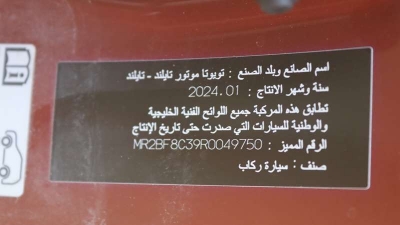 اسم الصانع وبلد الصنع : تويوتا موتور تايلند - تايلند
سنة وشهر الانتاج : 2024.01
تطابق هذه المركبة جميع اللوائح الفنية الخليجية
والوطنية للسيارات التي صدرت حتى تاريخ الإنتاج
الرقم المميز : MR2BF8C39R0049750
صنف : سيارة ركاب